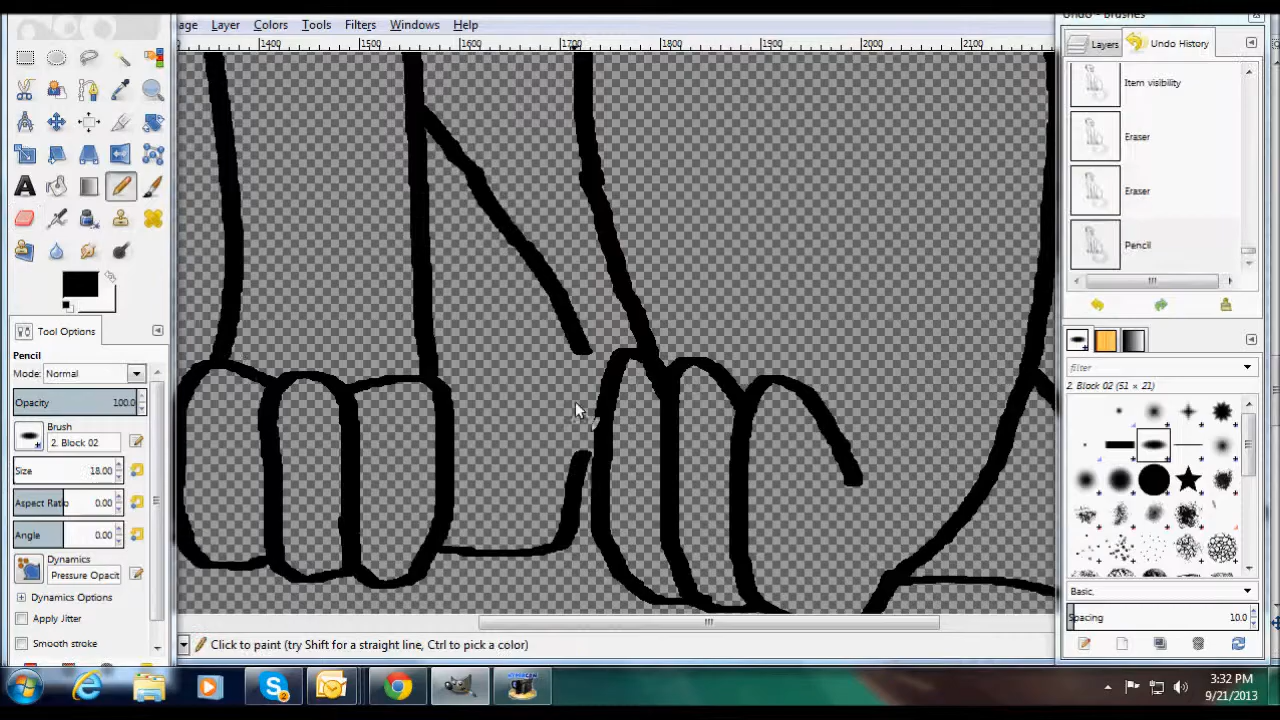 age Layer Colors Tools Filters Windows Help
Undo - Brushes
1400 1500 1600 1700 1800 1900 2000 2100
Layers Undo History
Item visibility
Eraser
Eraser
Pencil
Tool Options
Pencil
Mode: Normal
Opacity 100.0
Brush
2. Block 02
Size 18.00
Aspect Ratio 0.00
Angle 0.00
Dynamics
Pressure Opacit
Dynamics Options
Apply Jitter
Smooth stroke
filter
2. Block 02 (51 × 21)
Basic,
Spacing 10.0
Click to paint (try Shift for a straight line, Ctrl to pick a color)
3:32 PM
9/21/2013